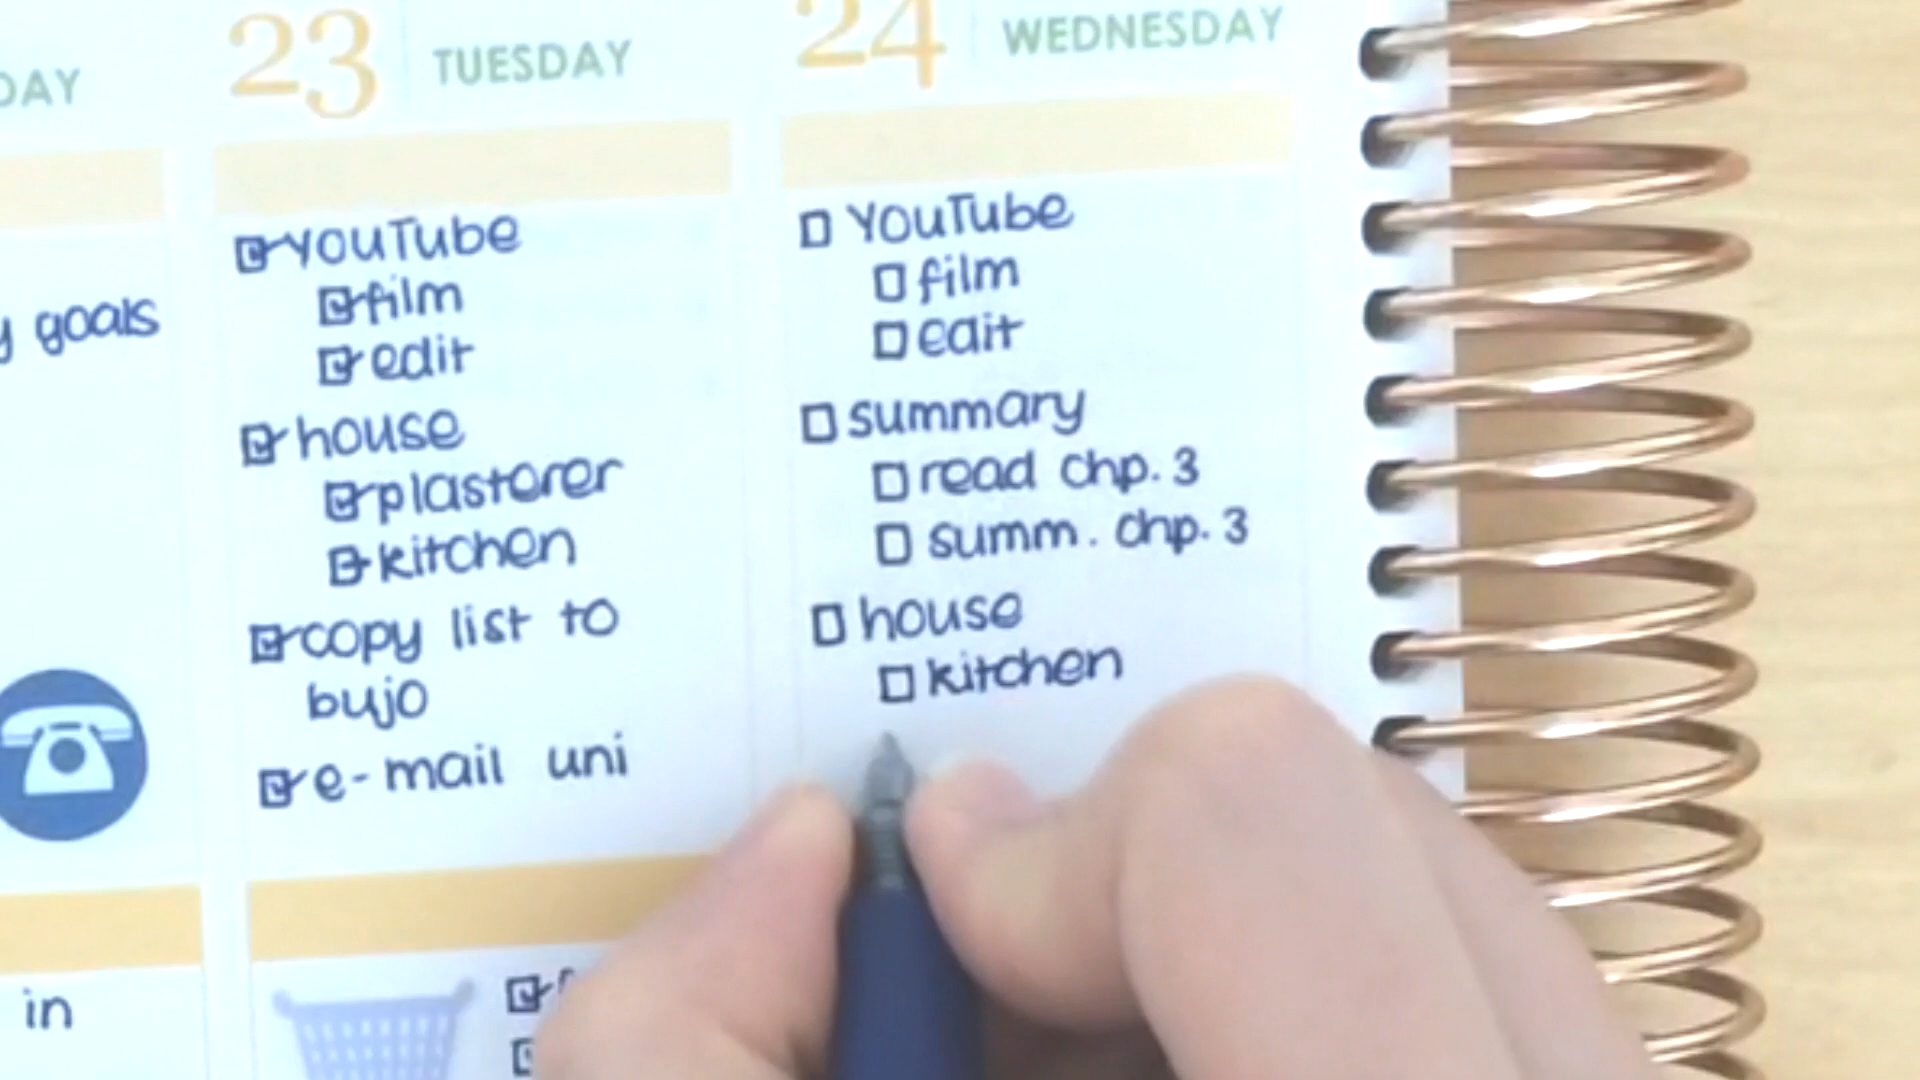 DAY
y goals
in
23 TUESDAY
YouTube
film
edit
house
plasterer
kitchen
copy list to
bujo
e-mail uni
24 WEDNESDAY
YouTube
film
edit
summary
read chp. 3
summ. chp. 3
house
kitchen